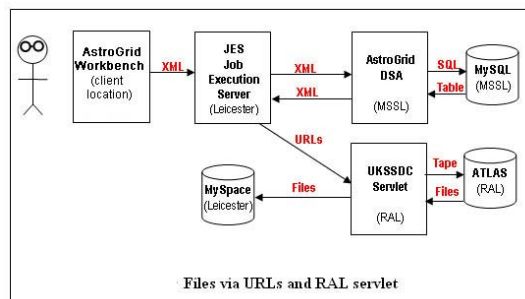 AstroGrid
Workbench
(client
location)
XML
JES
Job
Execution
Server
(Leicester)
XML
XML
AstroGrid
DSA
(MSSL)
SQL
Table
MySQL
(MSSL)
URLs
MySpace
(Leicester)
Files
UKSSDC
Servlet
(RAL)
Tape
Files
ATLAS
(RAL)
Files via URLs and RAL servlet